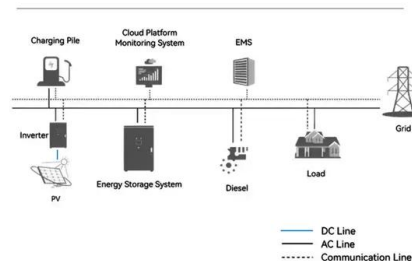 Charging Pile
Cloud Platform
Monitoring System
EMS
Grid
Inverter
PV
Energy Storage System
Diesel
Load
DC Line
AC Line
Communication Line